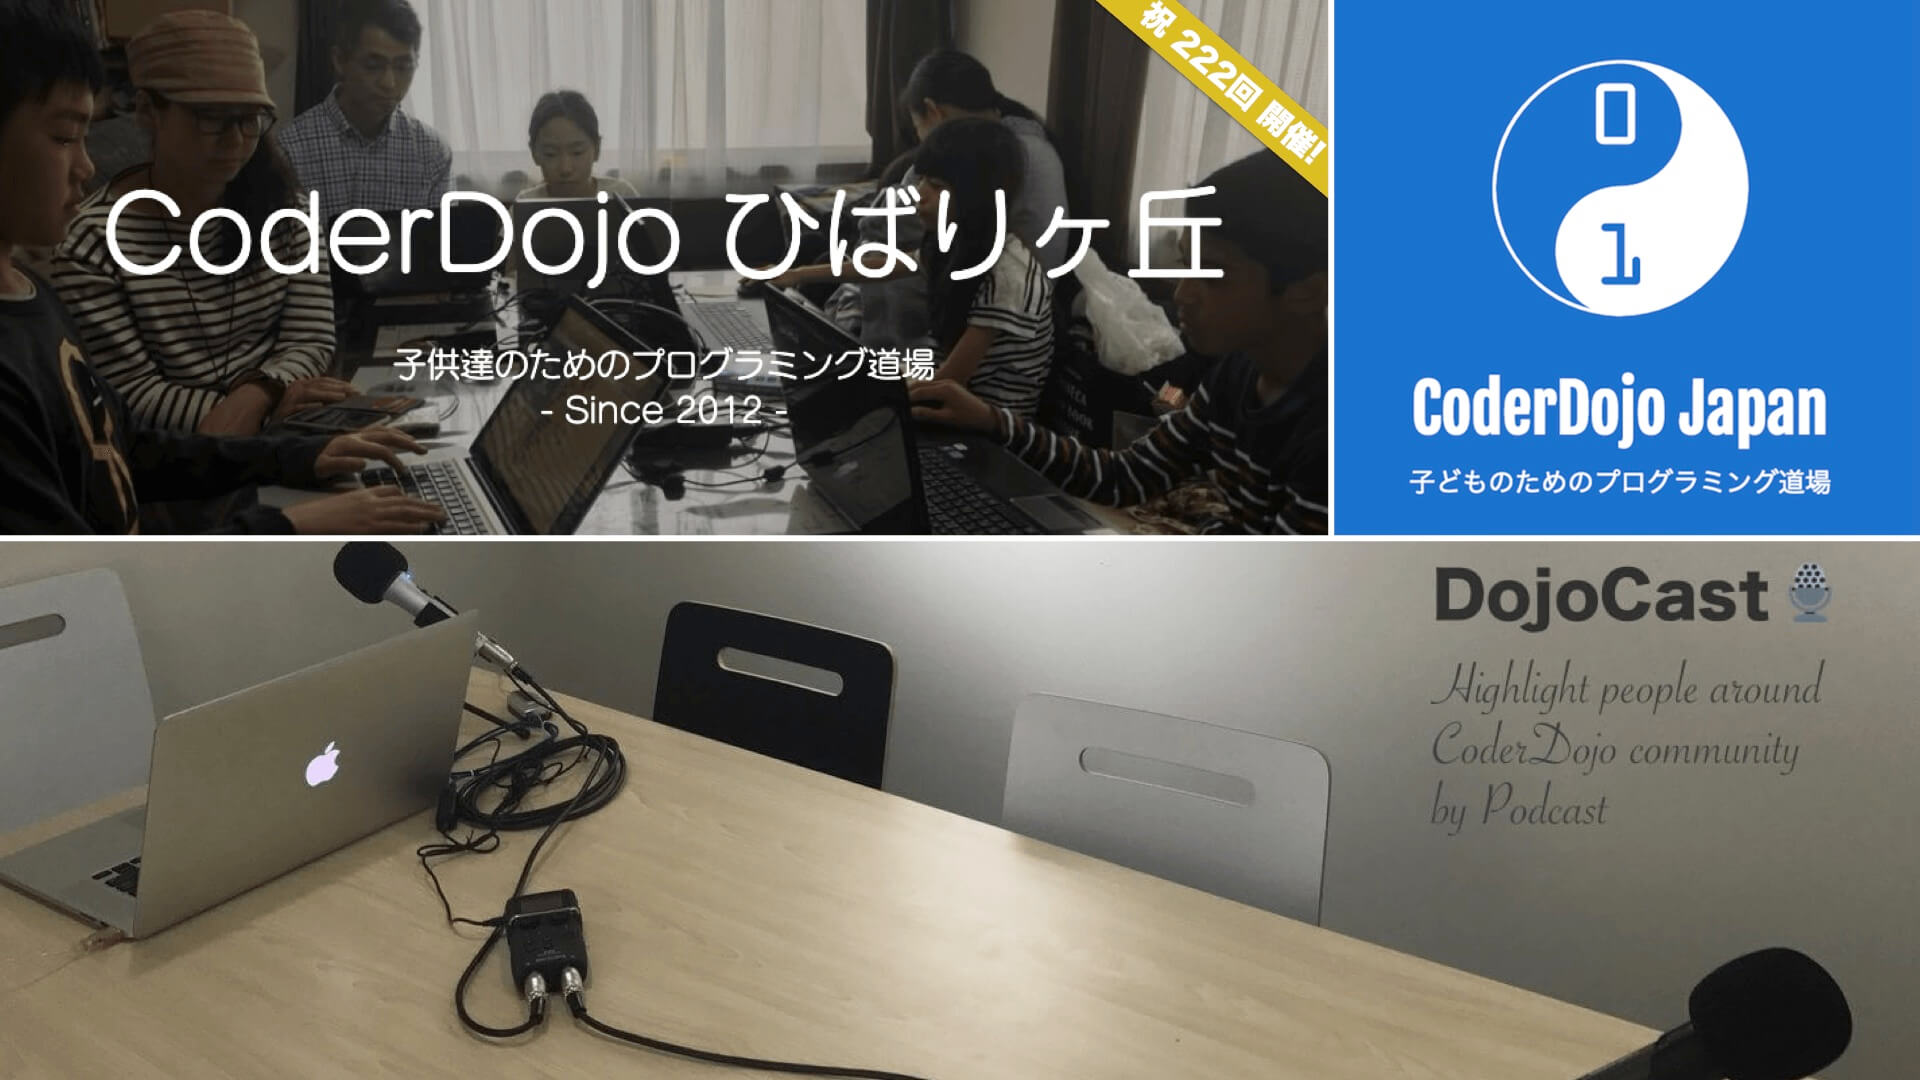 祝 222回 開催!
CoderDojo ひばりヶ丘
子供達のためのプログラミング道場
- Since 2012 -
0
1
CoderDojo Japan
子どものためのプログラミング道場
DojoCast
Highlight people around
CoderDojo community
by Podcast